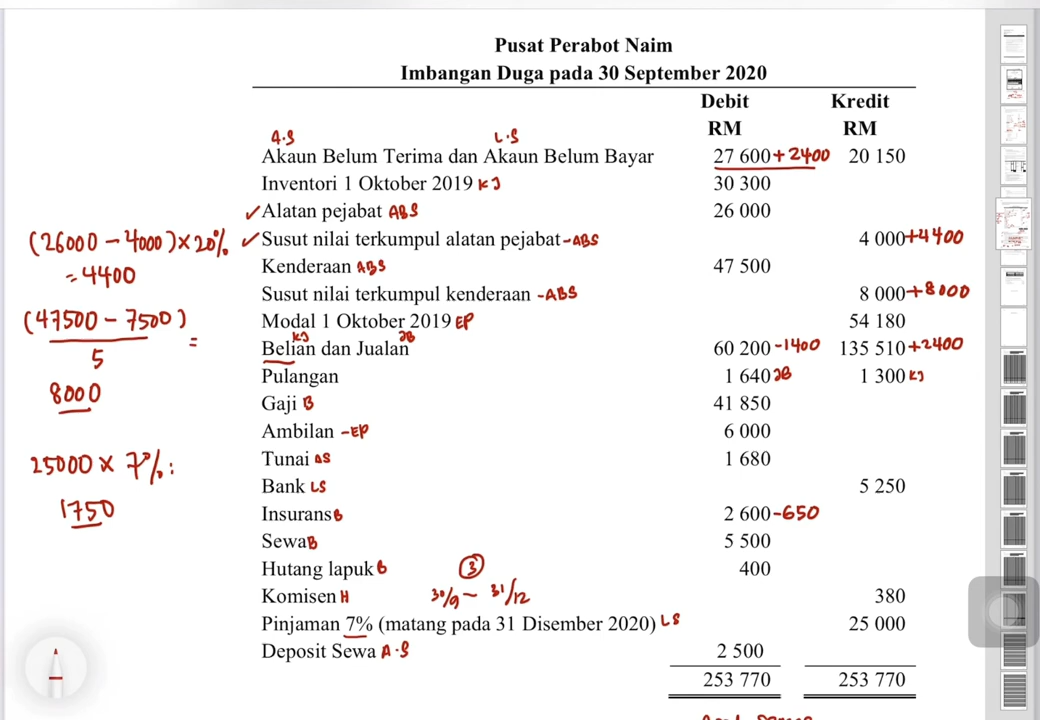 Pusat Perabot Naim
Imbangan Duga pada 30 September 2020
Debit Kredit
RM RM
A.S L.S
Akaun Belum Terima dan Akaun Belum Bayar 27 600 +2400 20 150
Inventori 1 Oktober 2019 KJ 30 300
✓ Alatan pejabat ABS 26 000
(26000 - 4000) × 20% ✓ Susut nilai terkumpul alatan pejabat -ABS 4 000 +4400
= 4400 Kenderaan ABS 47 500
Susut nilai terkumpul kenderaan -ABS 8 000 +8000
(47500 - 7500) = Modal 1 Oktober 2019 EP 54 180
5 KJ JB
Belian dan Jualan 60 200 -1400 135 510 +2400
8000 Pulangan 1 640 JB 1 300 KJ
Gaji B 41 850
Ambilan -EP 6 000
25000 × 7% : Tunai AS 1 680
1750 Bank LS 5 250
Insurans B 2 600 -650
Sewa B 5 500
Hutang lapuk B 3 400
Komisen H 30/9 ~ 31/12 380
Pinjaman 7% (matang pada 31 Disember 2020) LS 25 000
Deposit Sewa A.S 2 500
253 770 253 770